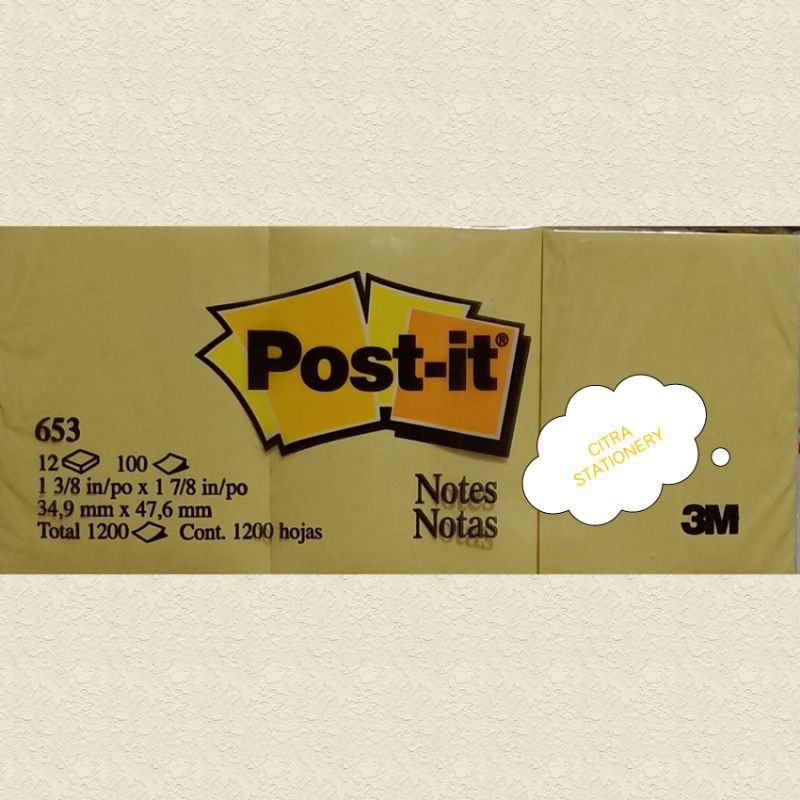 Post-it®
653
12 100
1 3/8 in/po x 1 7/8 in/po
34,9 mm x 47,6 mm
Total 1200 Cont. 1200 hojas
Notes
Notas
CITRA
STATIONERY
3M